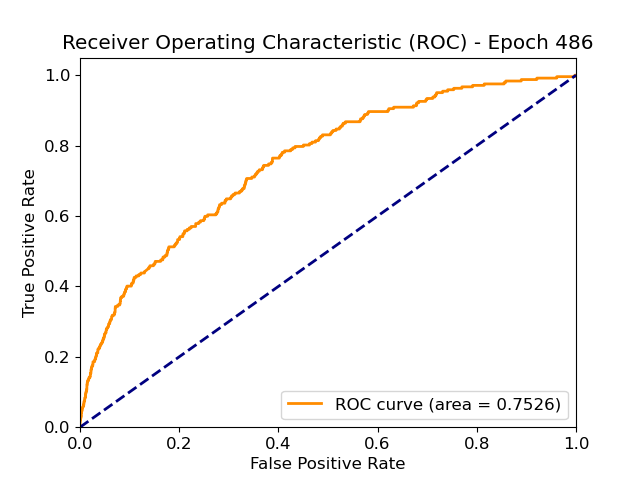 Receiver Operating Characteristic (ROC) - Epoch 486
True Positive Rate
1.0
0.8
0.6
0.4
0.2
0.0
ROC curve (area = 0.7526)
0.0 0.2 0.4 0.6 0.8 1.0
False Positive Rate